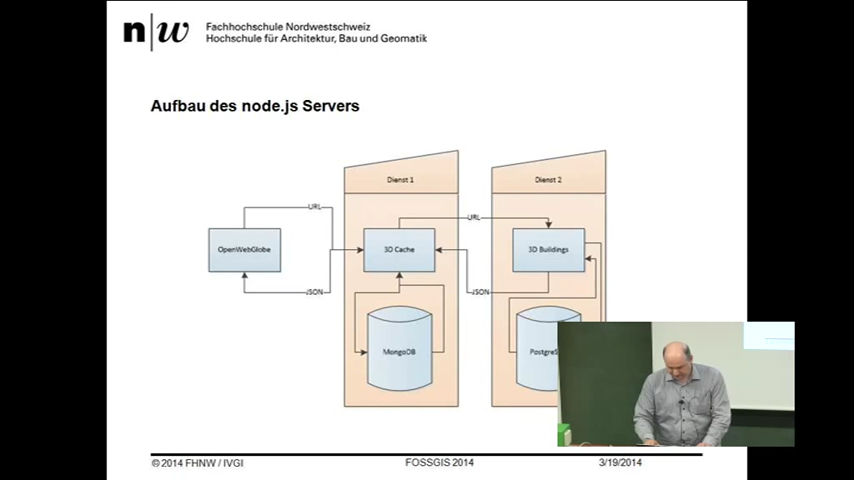 n w Fachhochschule Nordwestschweiz
Hochschule für Architektur, Bau und Geomatik
Aufbau des node.js Servers
Dienst 1
Dienst 2
URL
URL
OpenWebGlobe
3D Cache
3D Buildings
JSON
JSON
MongoDB
© 2014 FHNW / IVGI
FOSSGIS 2014
3/19/2014